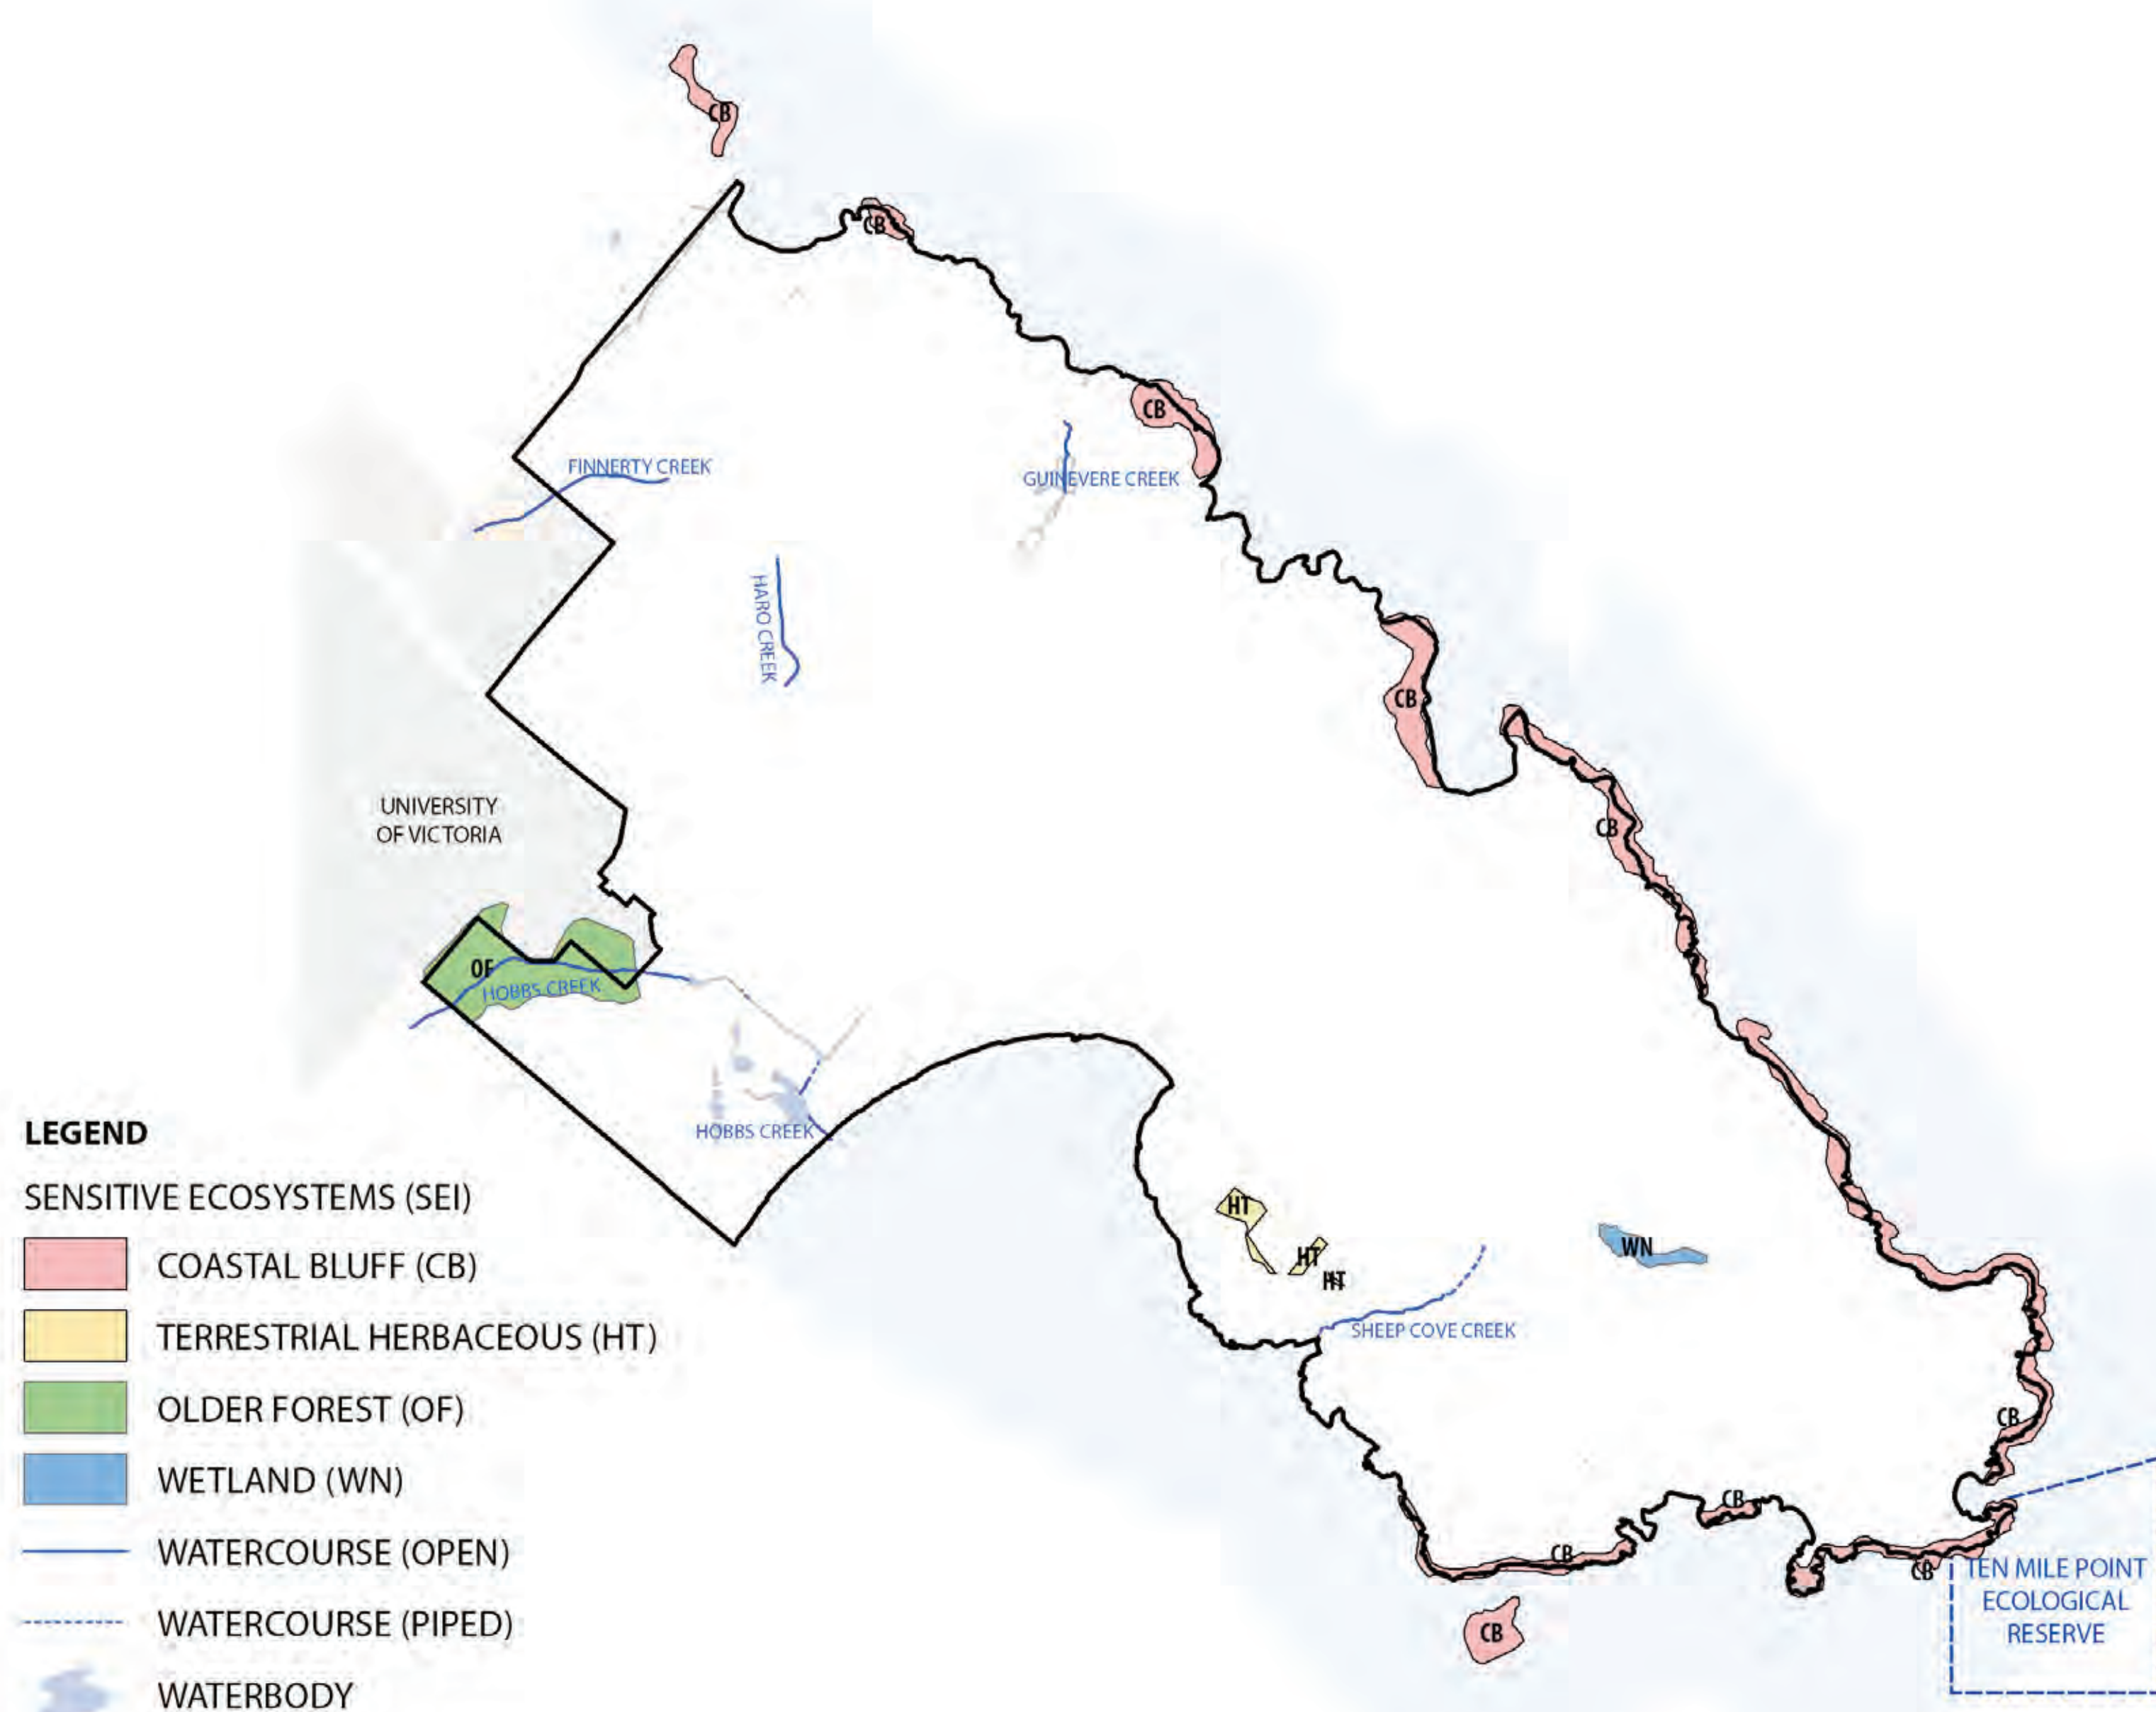 CB
CB
CB
FINNERTY CREEK
GUINEVERE CREEK
HARO CREEK
CB
UNIVERSITY
OF VICTORIA
CB
OF
HOBBS CREEK
HOBBS CREEK
HT
HT
HT
WN
SHEEP COVE CREEK
CB
CB
CB
CB
CB
TEN MILE POINT
ECOLOGICAL
RESERVE
LEGEND
SENSITIVE ECOSYSTEMS (SEI)
COASTAL BLUFF (CB)
TERRESTRIAL HERBACEOUS (HT)
OLDER FOREST (OF)
WETLAND (WN)
WATERCOURSE (OPEN)
WATERCOURSE (PIPED)
WATERBODY